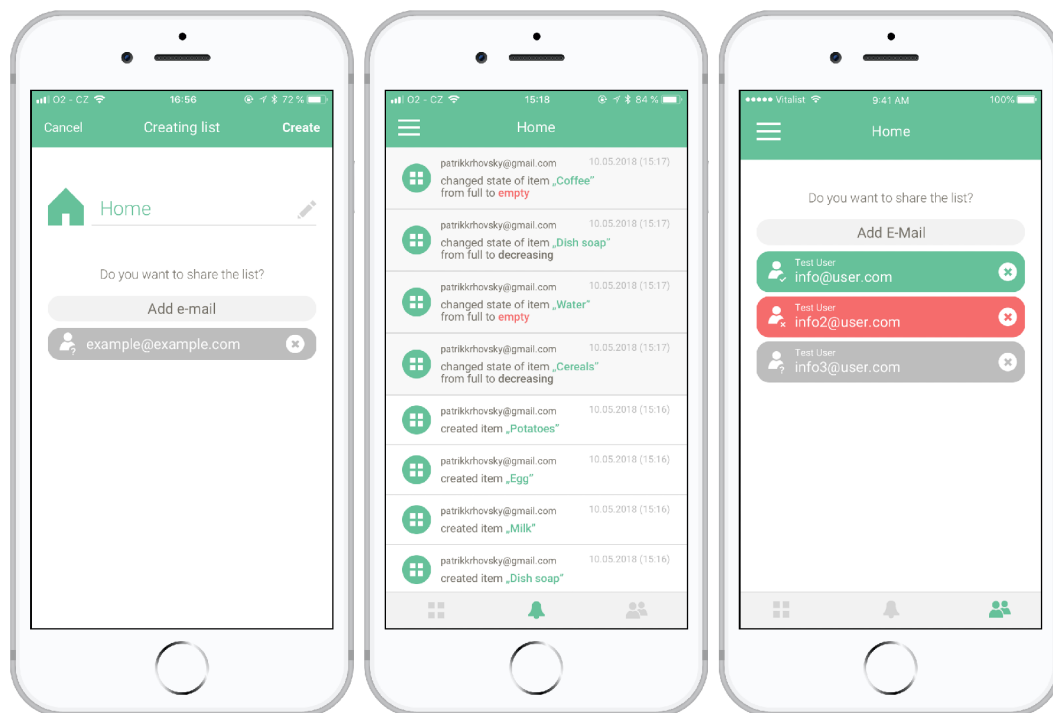 O2 - CZ 16:56 72 %
Cancel Creating list Create
Home
Do you want to share the list?
Add e-mail
? example@example.com
O2 - CZ 15:18 84 %
Home
patrikkrhovsky@gmail.com 10.05.2018 (15:17)
changed state of item „Coffee”
from full to empty
patrikkrhovsky@gmail.com 10.05.2018 (15:17)
changed state of item „Dish soap”
from full to decreasing
patrikkrhovsky@gmail.com 10.05.2018 (15:17)
changed state of item „Water”
from full to empty
patrikkrhovsky@gmail.com 10.05.2018 (15:17)
changed state of item „Cereals”
from full to decreasing
patrikkrhovsky@gmail.com 10.05.2018 (15:16)
created item „Potatoes”
patrikkrhovsky@gmail.com 10.05.2018 (15:16)
created item „Egg”
patrikkrhovsky@gmail.com 10.05.2018 (15:16)
created item „Milk”
patrikkrhovsky@gmail.com 10.05.2018 (15:16)
created item „Dish soap”
Vitalist 9:41 AM 100%
Home
Do you want to share the list?
Add E-Mail
Test User
info@user.com
Test User
info2@user.com
Test User
? info3@user.com